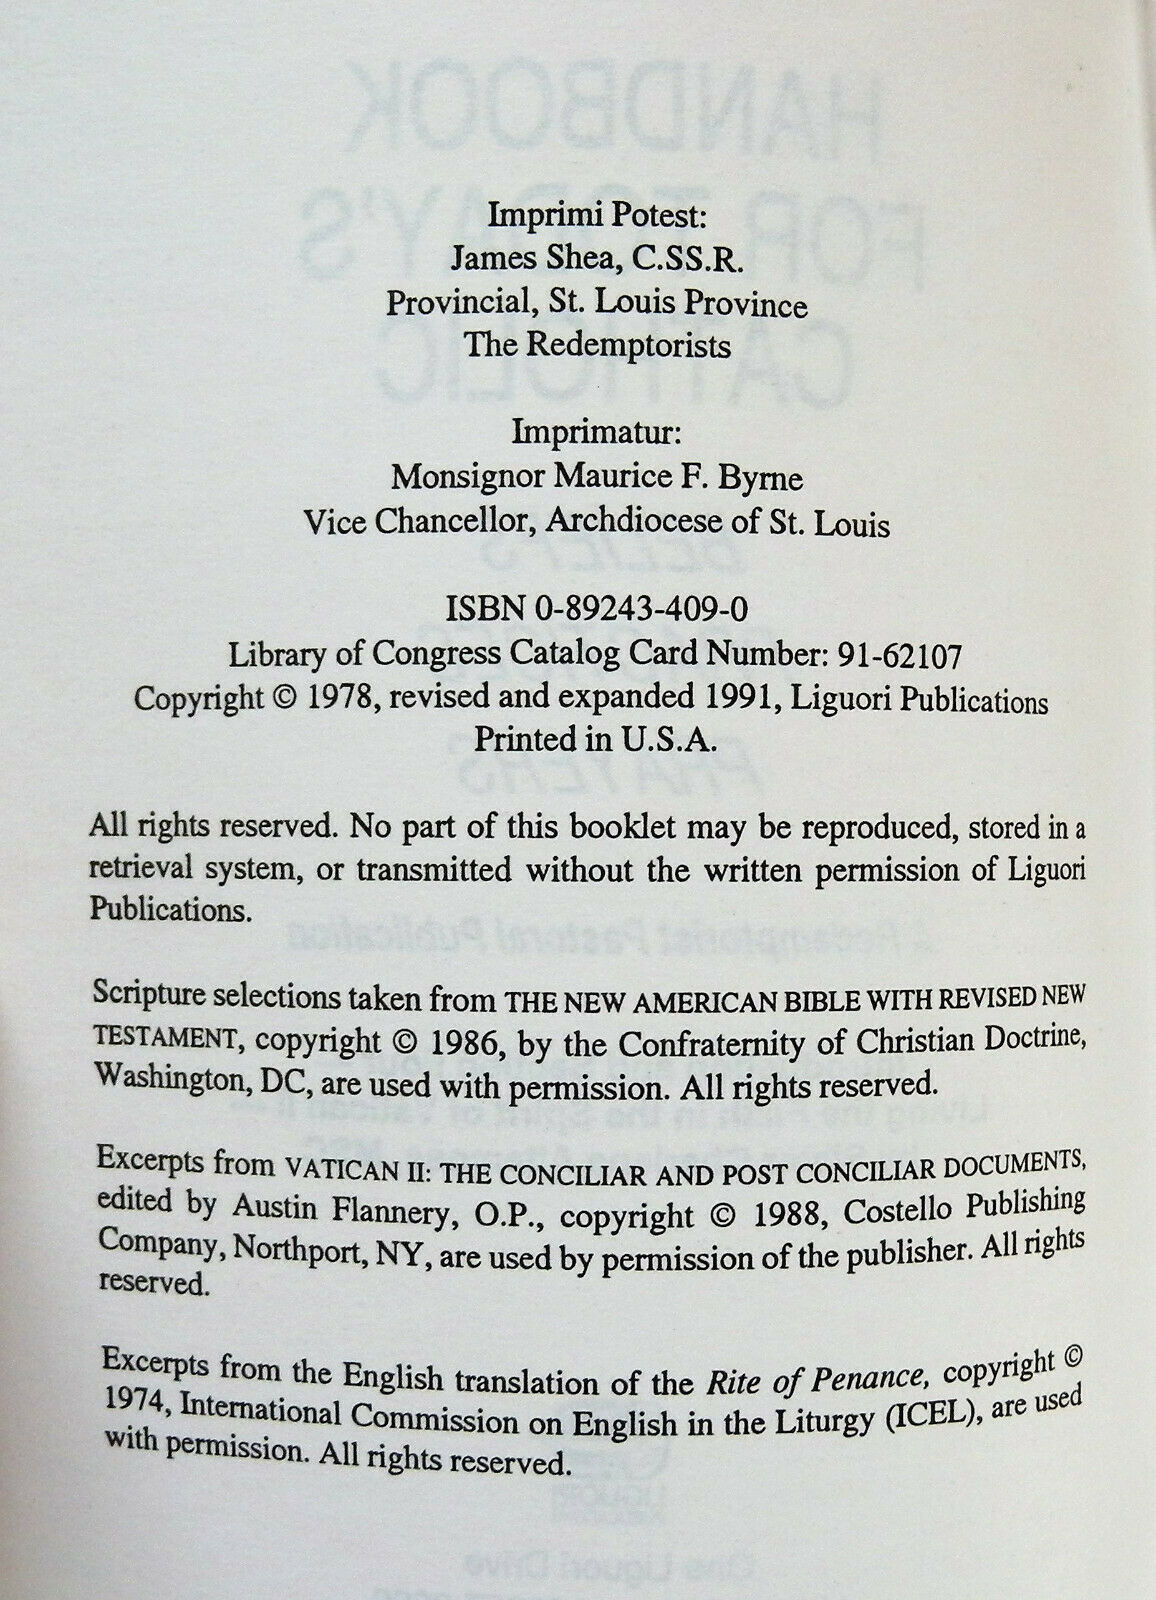 Imprimi Potest:
James Shea, C.SS.R.
Provincial, St. Louis Province
The Redemptorists
Imprimatur:
Monsignor Maurice F. Byrne
Vice Chancellor, Archdiocese of St. Louis
ISBN 0-89243-409-0
Library of Congress Catalog Card Number: 91-62107
Copyright © 1978, revised and expanded 1991, Liguori Publications
Printed in U.S.A.
All rights reserved. No part of this booklet may be reproduced, stored in a
retrieval system, or transmitted without the written permission of Liguori
Publications.
Scripture selections taken from THE NEW AMERICAN BIBLE WITH REVISED NEW
TESTAMENT, copyright © 1986, by the Confraternity of Christian Doctrine,
Washington, DC, are used with permission. All rights reserved.
Excerpts from VATICAN II: THE CONCILIAR AND POST CONCILIAR DOCUMENTS,
edited by Austin Flannery, O.P., copyright © 1988, Costello Publishing
Company, Northport, NY, are used by permission of the publisher. All rights
reserved.
Excerpts from the English translation of the Rite of Penance, copyright ©
1974, International Commission on English in the Liturgy (ICEL), are used
with permission. All rights reserved.